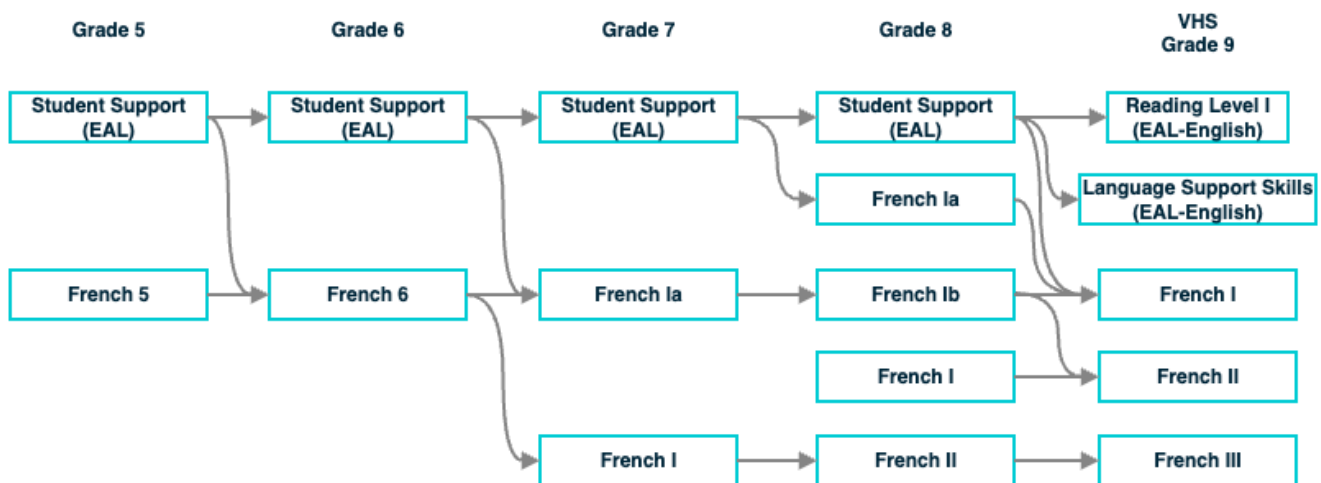 Grade 5
Grade 6
Grade 7
Grade 8
VHS
Grade 9
Student Support
(EAL)
Student Support
(EAL)
Student Support
(EAL)
Student Support
(EAL)
Reading Level I
(EAL-English)
French Ia
Language Support Skills
(EAL-English)
French 5
French 6
French Ia
French Ib
French I
French I
French II
French I
French II
French III